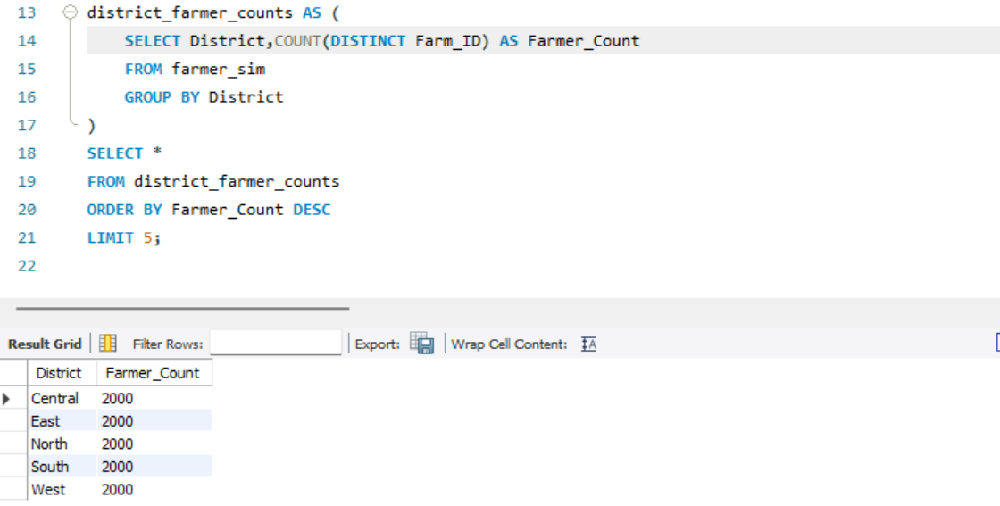 13 district_farmer_counts AS (
14 SELECT District,COUNT(DISTINCT Farm_ID) AS Farmer_Count
15 FROM farmer_sim
16 GROUP BY District
17 )
18 SELECT *
19 FROM district_farmer_counts
20 ORDER BY Farmer_Count DESC
21 LIMIT 5;
22
Result Grid Filter Rows: Export: Wrap Cell Content: IA
District Farmer_Count
Central 2000
East 2000
North 2000
South 2000
West 2000